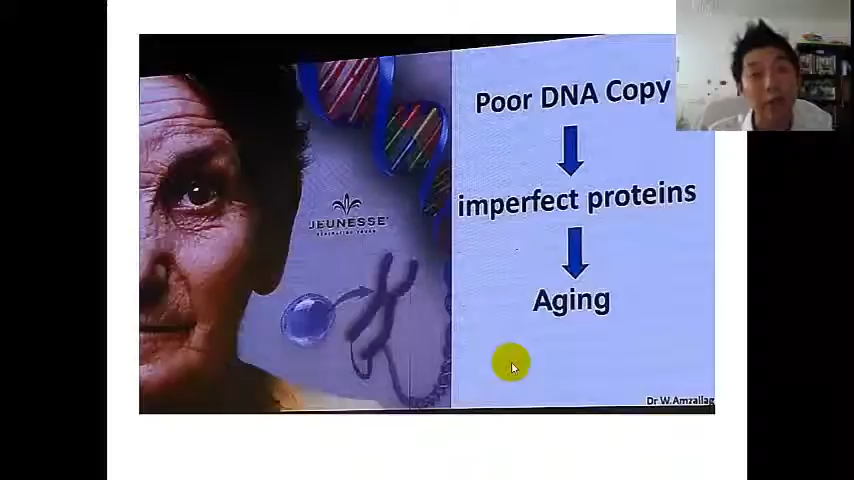 Poor DNA Copy
imperfect proteins
Aging
JEUNESSE
Dr W.Amzallag